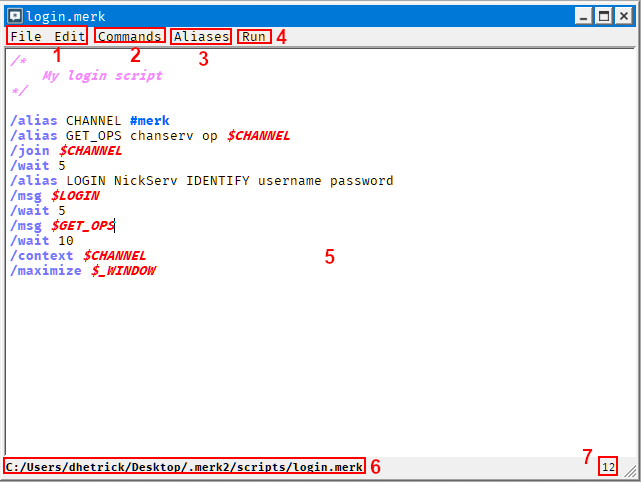 login.merk
File Edit Commands Aliases Run 4
1 2 3
/*
My login script
*/
/alias CHANNEL #merk
/alias GET_OPS chanserv op $CHANNEL
/join $CHANNEL
/wait 5
/alias LOGIN NickServ IDENTIFY username password
/msg $LOGIN
/wait 5
/msg $GET_OPS
/wait 10
/context $CHANNEL 5
/maximize $_WINDOW
7
C:/Users/dhetrick/Desktop/.merk2/scripts/login.merk 6 12